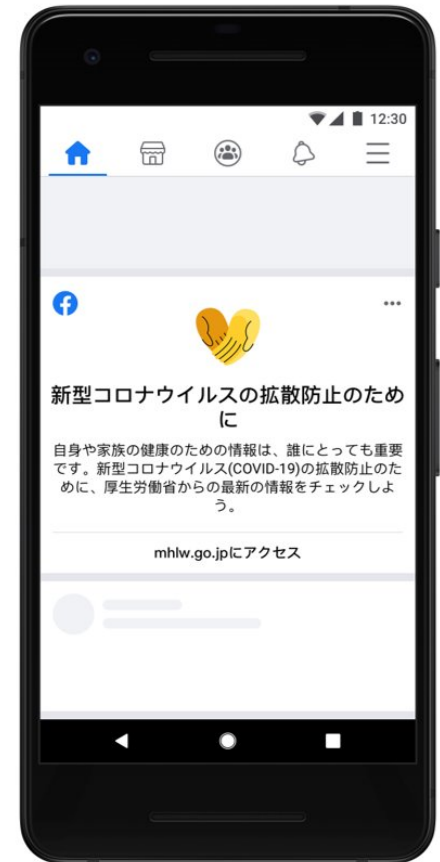 12:30
新型コロナウイルスの拡散防止のため
に
自身や家族の健康のための情報は、誰にとっても重要
です。新型コロナウイルス(COVID-19)の拡散防止のた
めに、厚生労働省からの最新の情報をチェックしよ
う。
mhlw.go.jpにアクセス